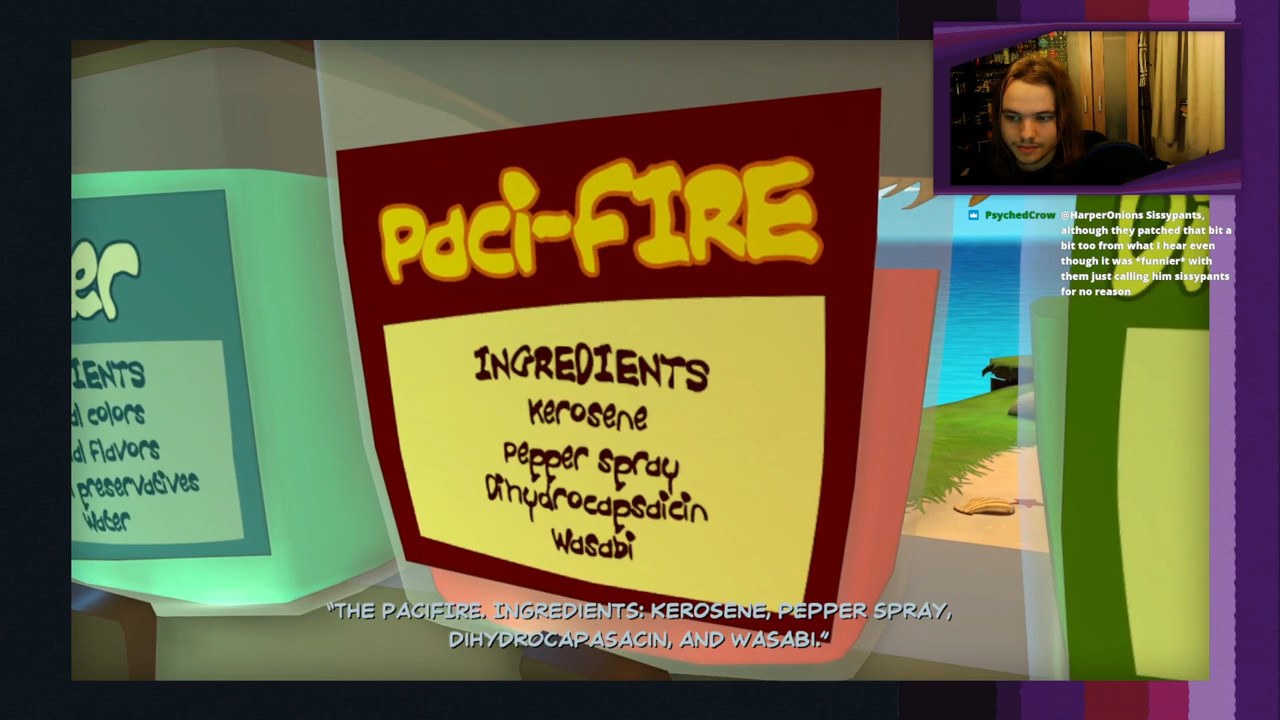 er
IENTS
al colors
al flavors
preservatives
Water
Paci-FIRE
INGREDIENTS
Kerosene
Pepper spray
Dihydrocapsaicin
Wasabi
"THE PACIFIRE. INGREDIENTS: KEROSENE, PEPPER SPRAY,
DIHYDROCAPASACIN, AND WASABI."
PsychedCrow @HarperOnions Sissypants,
although they patched that bit a
bit too from what I hear even
though it was *funnier* with
them just calling him sissypants
for no reason